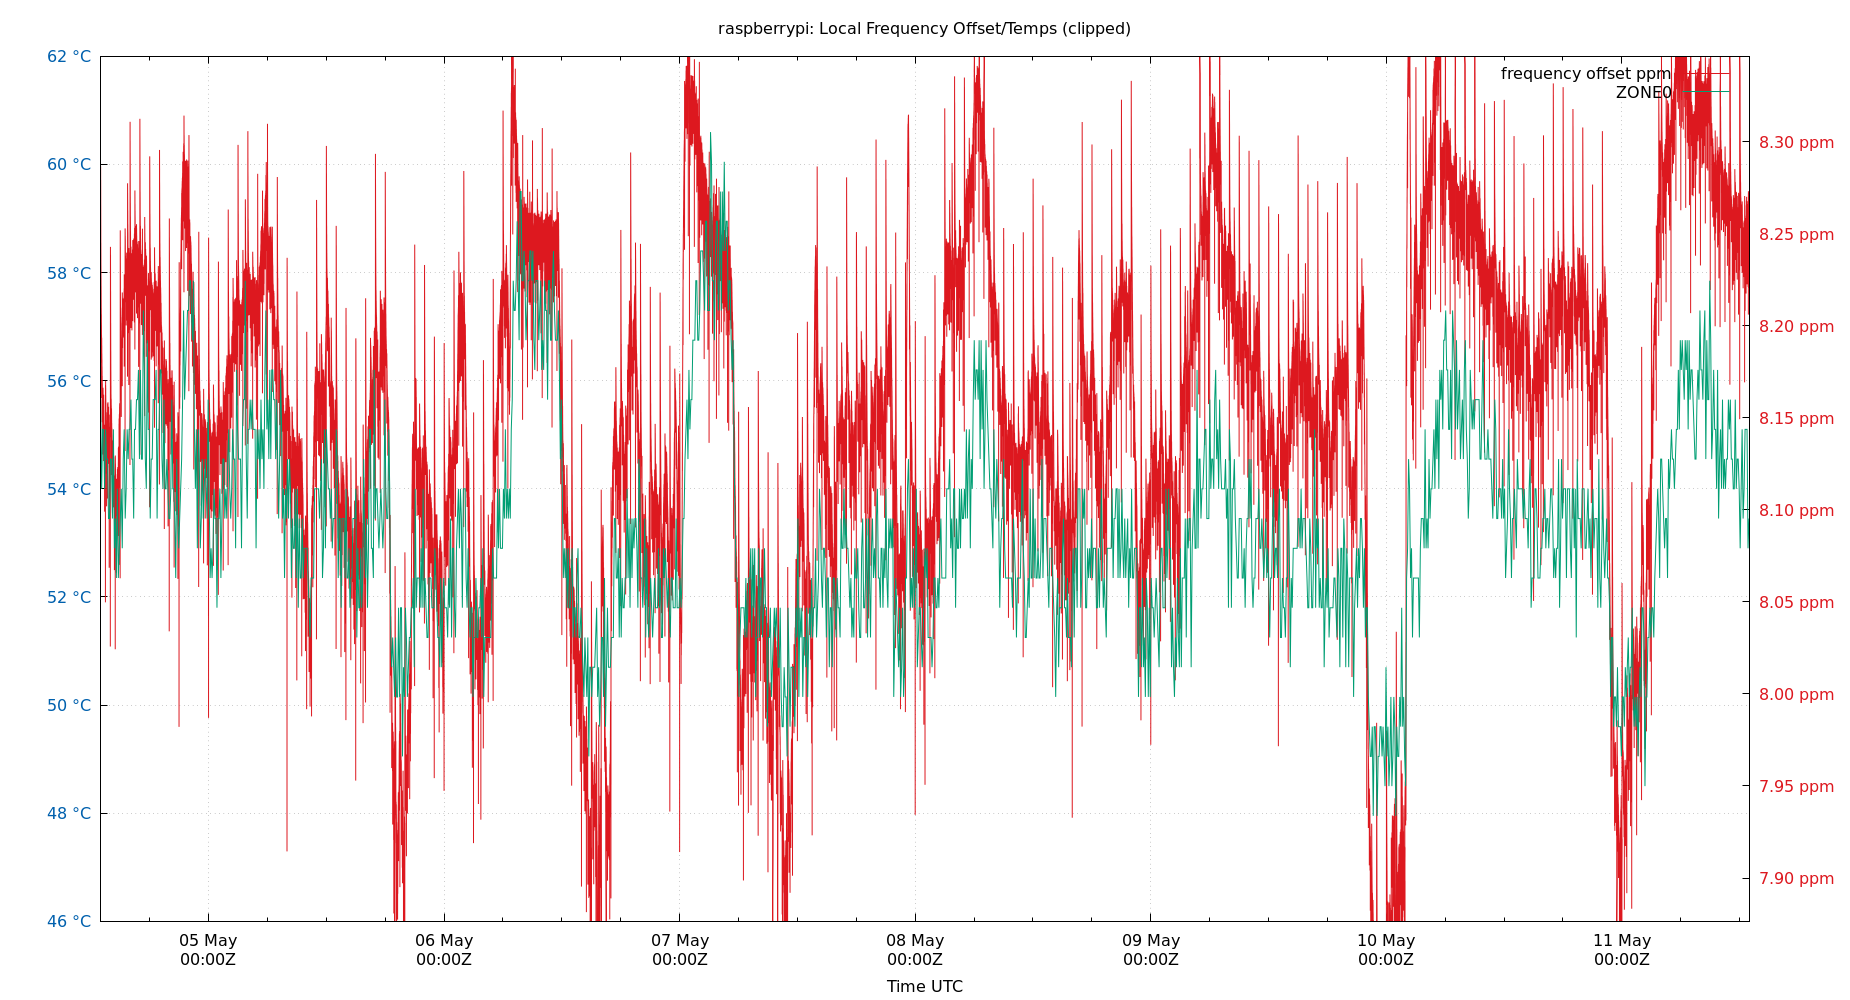 raspberrypi: Local Frequency Offset/Temps (clipped)
62 °C
60 °C
58 °C
56 °C
54 °C
52 °C
50 °C
48 °C
46 °C
frequency offset ppm
ZONE0
8.30 ppm
8.25 ppm
8.20 ppm
8.15 ppm
8.10 ppm
8.05 ppm
8.00 ppm
7.95 ppm
7.90 ppm
05 May
00:00Z
06 May
00:00Z
07 May
00:00Z
08 May
00:00Z
09 May
00:00Z
10 May
00:00Z
11 May
00:00Z
Time UTC